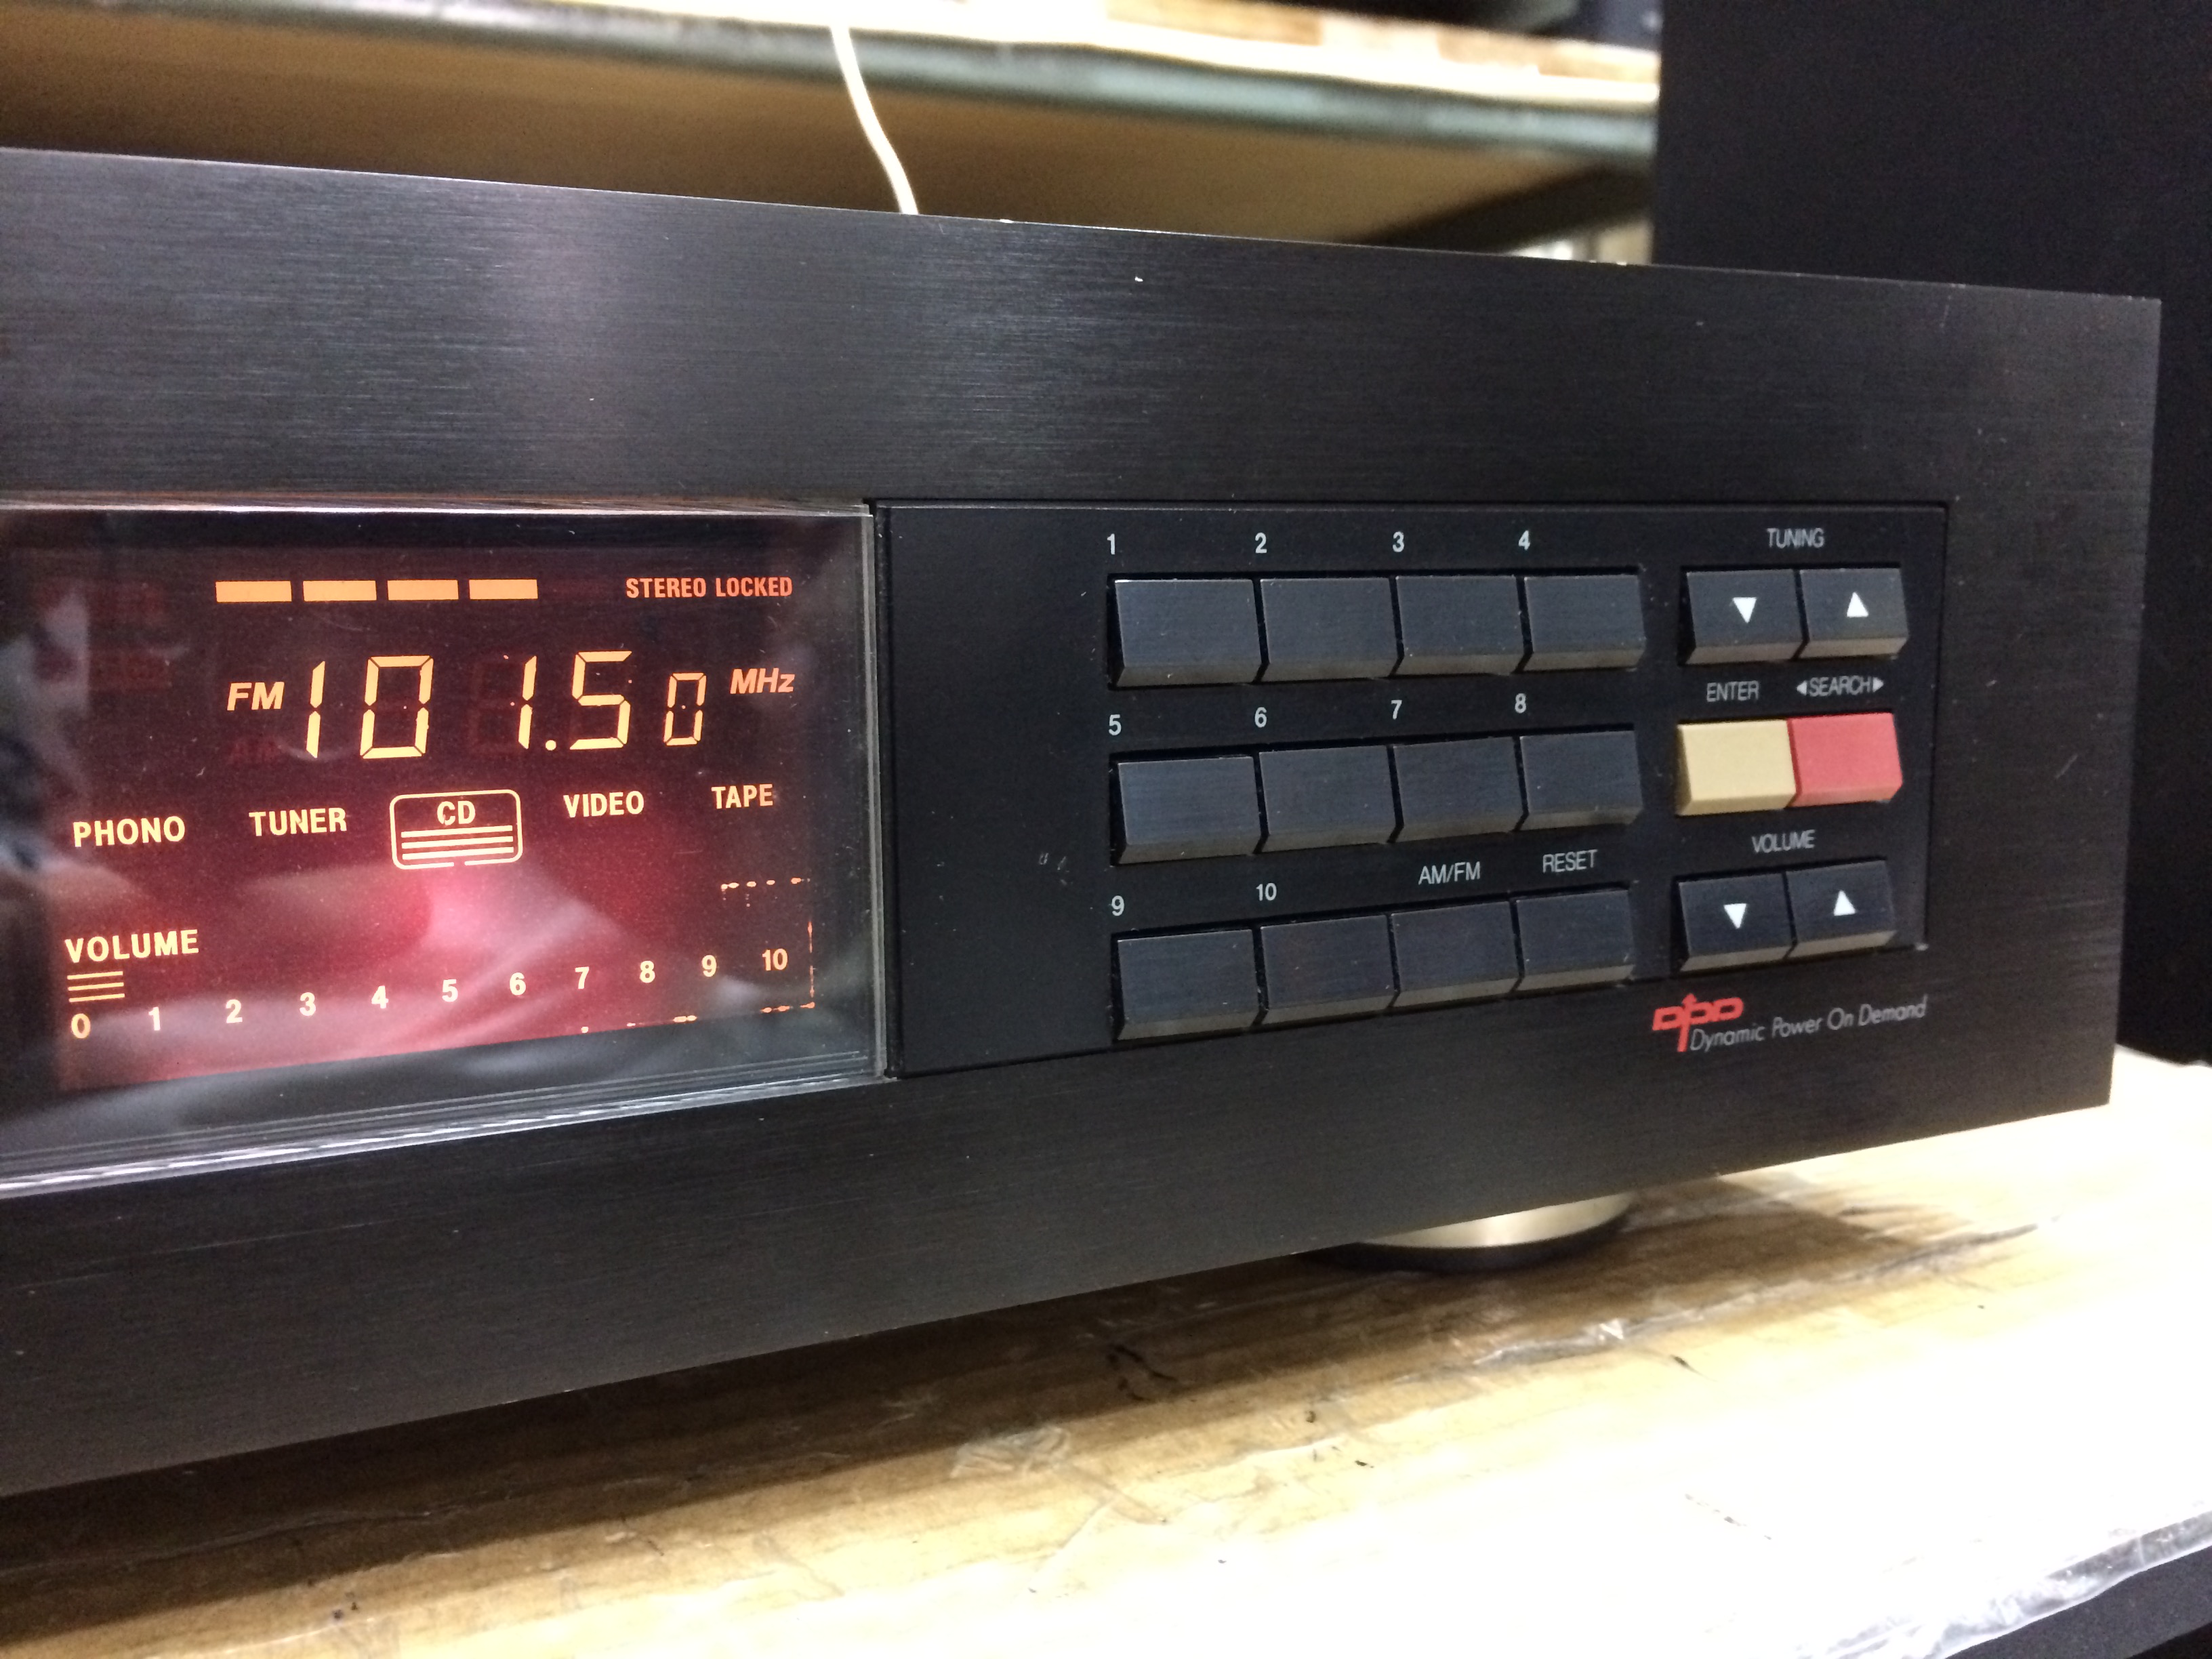 STEREO LOCKED
FM 101.50 MHz
PHONO TUNER CD VIDEO TAPE
VOLUME
0 1 2 3 4 5 6 7 8 9 10
1 2 3 4
5 6 7 8
9 10 AM/FM RESET
TUNING
ENTER SEARCH
VOLUME
DPD
Dynamic Power On Demand